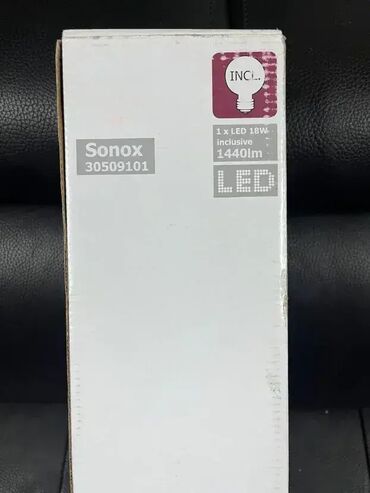 INCL.
1 x LED 18W
inclusive
1440lm
Sonox
30509101
LED